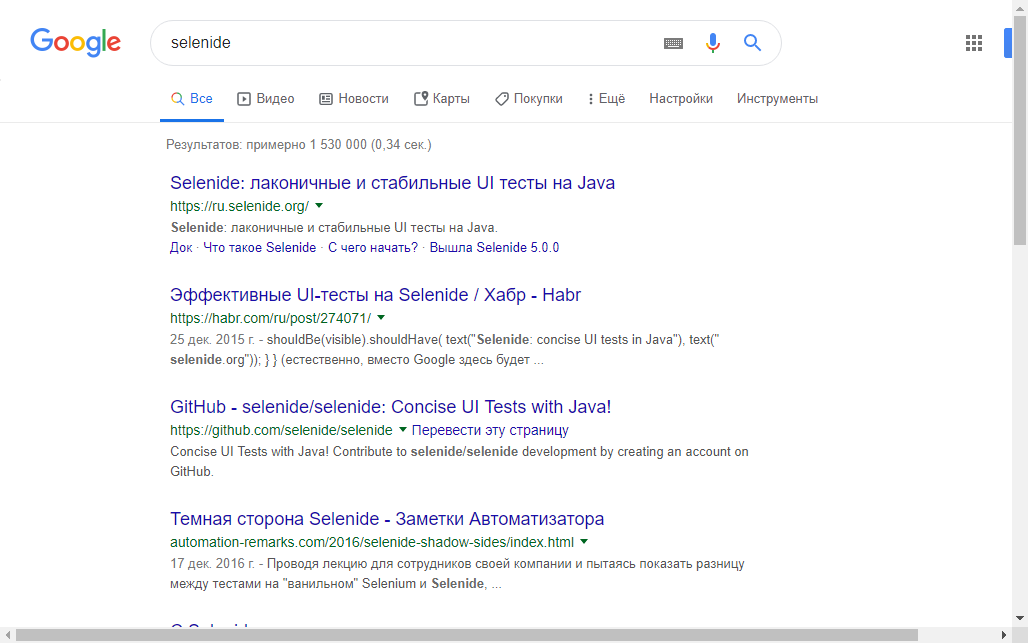 Google
selenide
Все Видео Новости Карты Покупки Ещё Настройки Инструменты
Результатов: примерно 1 530 000 (0,34 сек.)
Selenide: лаконичные и стабильные UI тесты на Java
https://ru.selenide.org/
Selenide: лаконичные и стабильные UI тесты на Java.
Док · Что такое Selenide · С чего начать? · Вышла Selenide 5.0.0
Эффективные UI-тесты на Selenide / Хабр - Habr
https://habr.com/ru/post/274071/
25 дек. 2015 г. - shouldBe(visible).shouldHave( text("Selenide: concise UI tests in Java"), text("
selenide.org")); } } (естественно, вместо Google здесь будет ...
GitHub - selenide/selenide: Concise UI Tests with Java!
https://github.com/selenide/selenide Перевести эту страницу
Concise UI Tests with Java! Contribute to selenide/selenide development by creating an account on
GitHub.
Темная сторона Selenide - Заметки Автоматизатора
automation-remarks.com/2016/selenide-shadow-sides/index.html
17 дек. 2016 г. - Проводя лекцию для сотрудников своей компании и пытаясь показать разницу
между тестами на "ванильном" Selenium и Selenide, ...